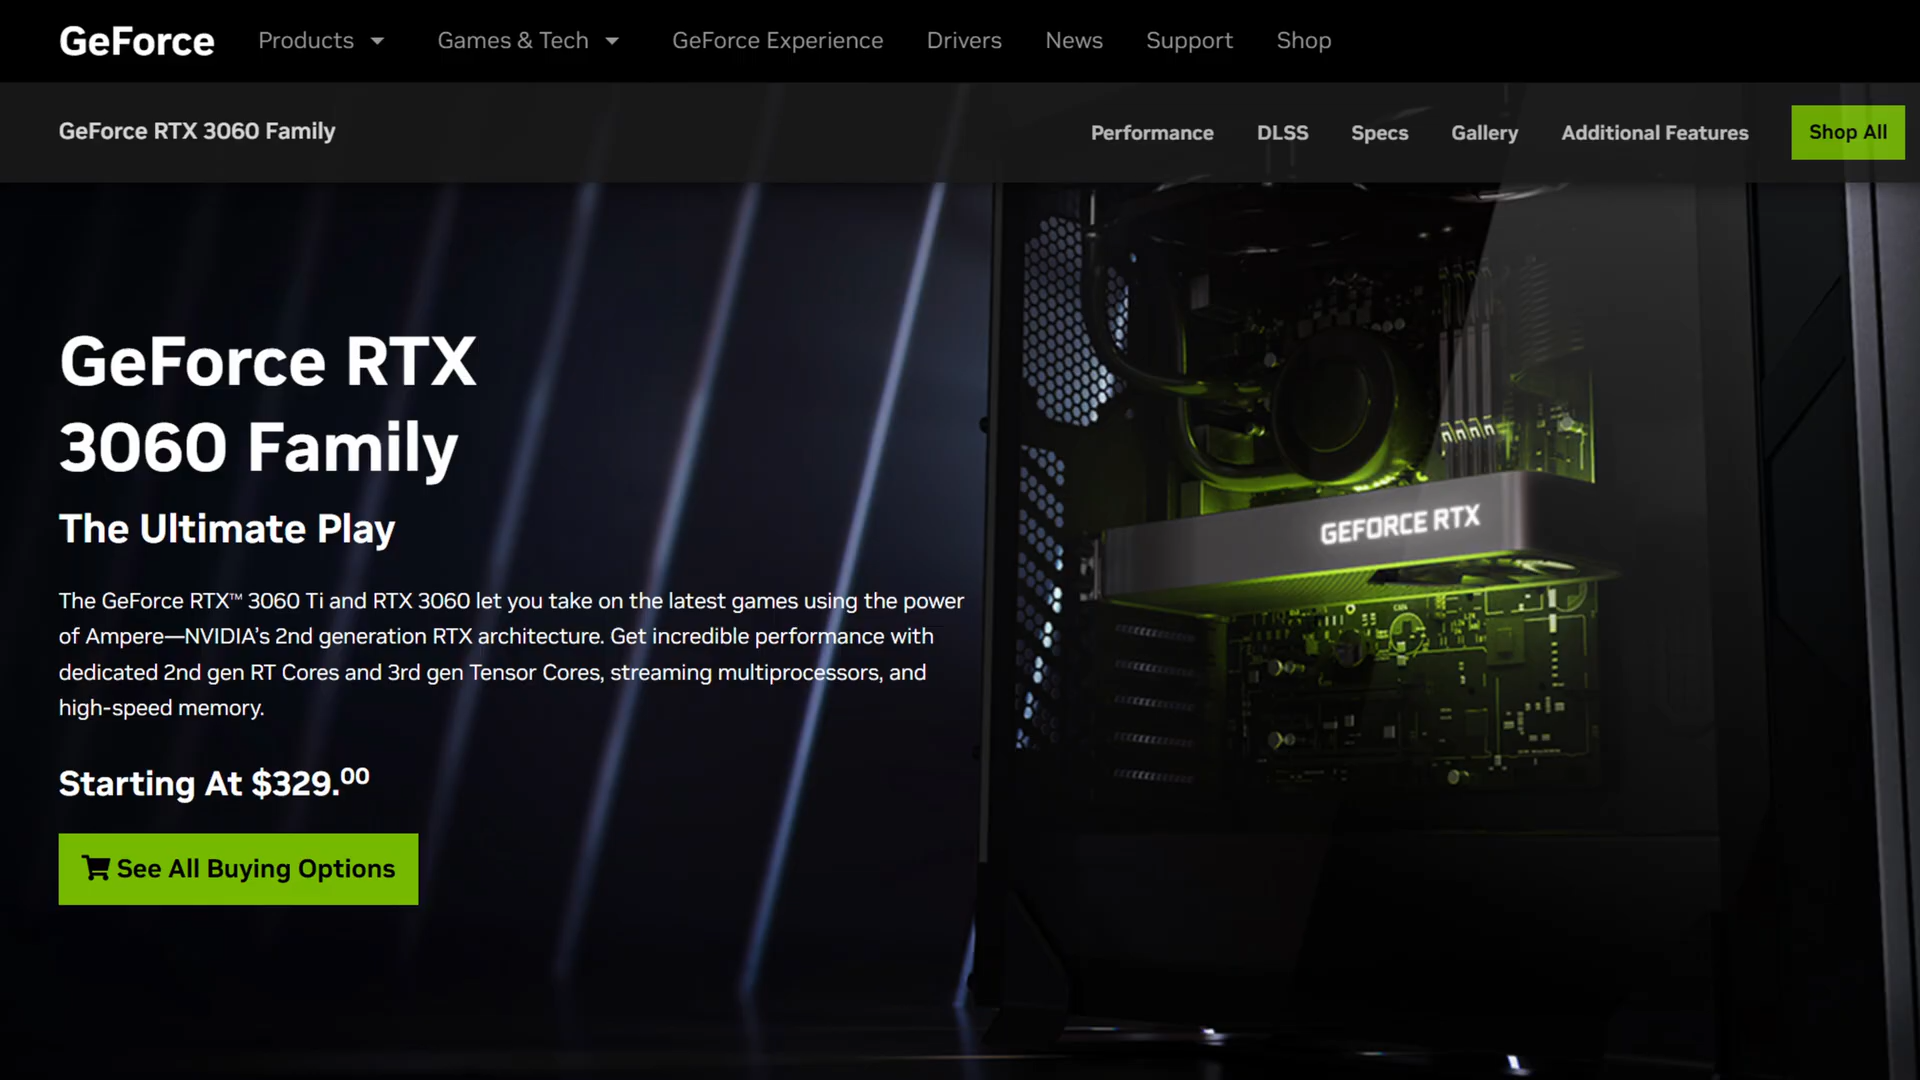 GeForce
Products
Games & Tech
GeForce Experience
Drivers
News
Support
Shop
GeForce RTX 3060 Family
Performance
DLSS
Specs
Gallery
Additional Features
Shop All
GeForce RTX
3060 Family
The Ultimate Play
The GeForce RTX™ 3060 Ti and RTX 3060 let you take on the latest games using the power
of Ampere—NVIDIA’s 2nd generation RTX architecture. Get incredible performance with
dedicated 2nd gen RT Cores and 3rd gen Tensor Cores, streaming multiprocessors, and
high-speed memory.
Starting At $329.00
See All Buying Options
GEFORCE RTX